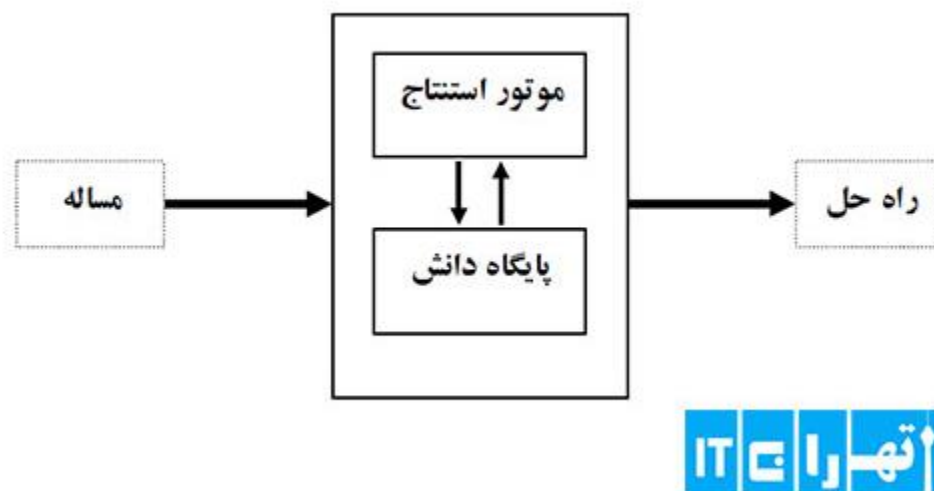 موتور استنتاج
مساله
راه حل
پایگاه دانش
تهران IT